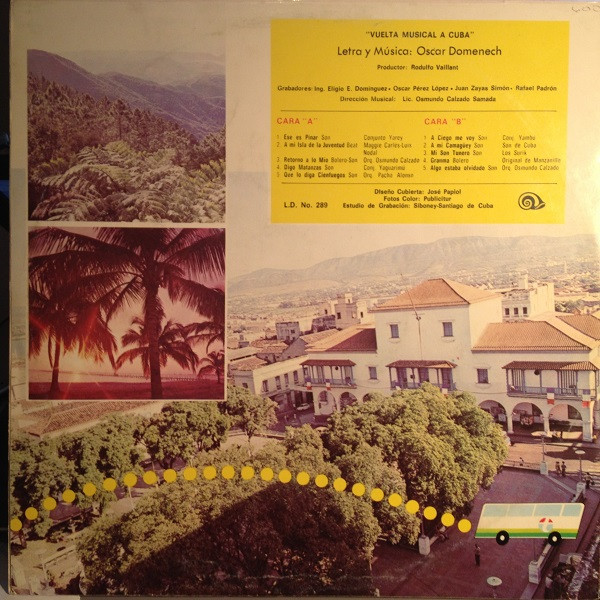 "VUELTA MUSICAL A CUBA"
Letra y Música: Oscar Domenech
Productor: Rodolfo Vaillant
Grabadores: Ing. Eligio E. Domínguez - Oscar Pérez López - Juan Zayas Simón - Rafael Padrón
Dirección Musical: Lic. Osmundo Calzado Samada
CARA "A"
1. Ese es Pinar Son Conjunto Yarey
2. A mi Isla de la Juventud Maggie Carlés-Luis Nodal
3. Retorno a lo Mío Bolero-Son Orq. Osmundo Calzado
4. Digo Matanzas Son Conj. Yaguarimú
5. Que lo diga Cienfuegos Son Orq. Pacho Alonso
CARA "B"
1. A Ciego me voy Son Conj. Yambu
2. A mi Camagüey Son Son de Cuba
3. Mi Son Tunero Son Los Surik
4. Granma Bolero Original de Manzanillo
5. Algo estaba olvidado Son Orq. Osmundo Calzado
Diseño Cubierta: José Papiol
Fotos Color: Publicitur
L.D. No. 289
Estudio de Grabación: Siboney-Santiago de Cuba